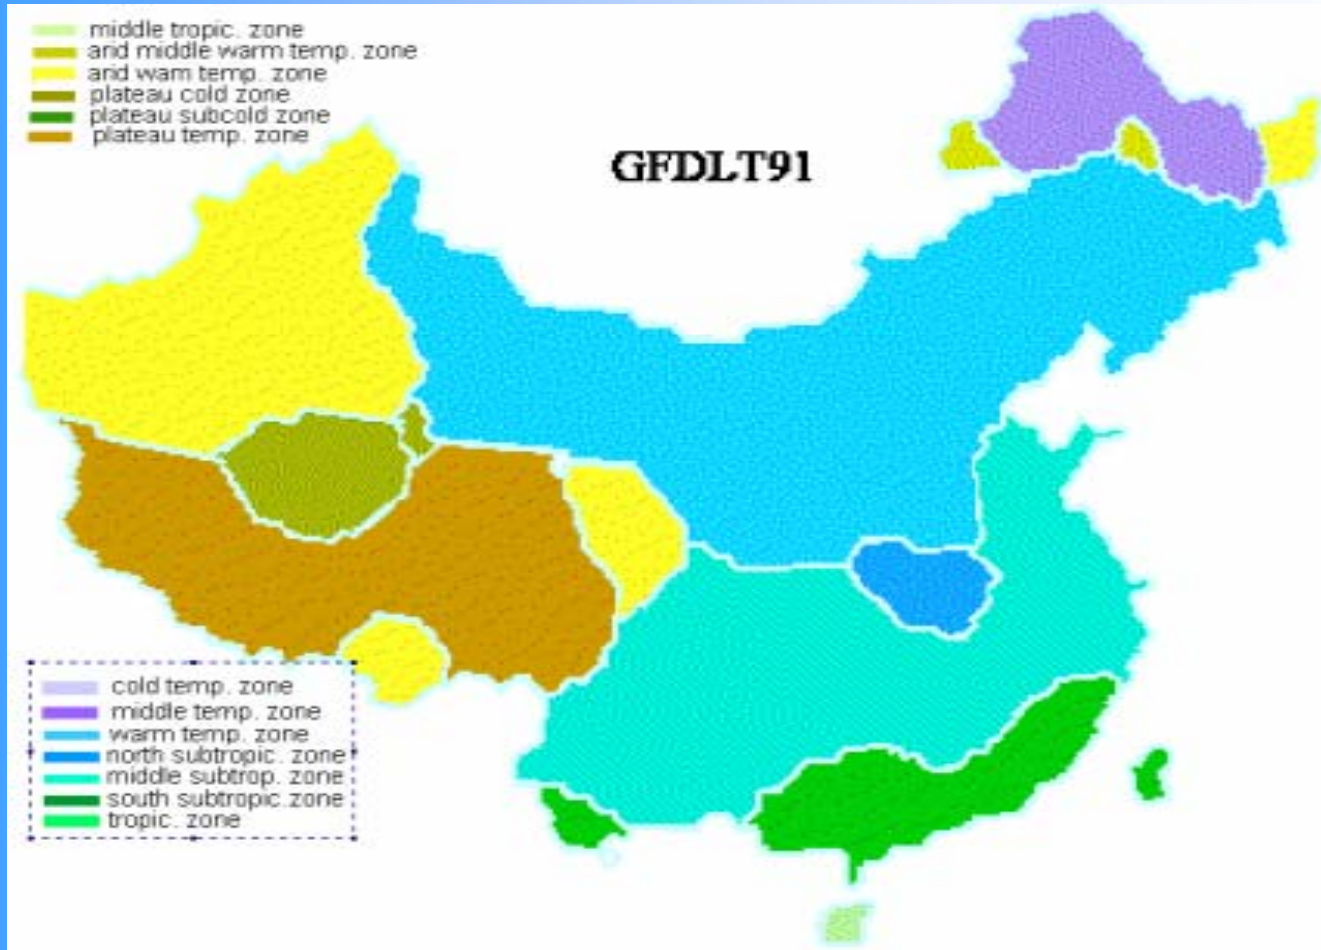 middle tropic. zone
arid middle warm temp. zone
arid wam temp. zone
plateau cold zone
plateau subcold zone
plateau temp. zone
GFDLT91
cold temp. zone
middle temp. zone
warm temp. zone
north subtropic. zone
middle subtrop. zone
south subtropic.zone
tropic. zone